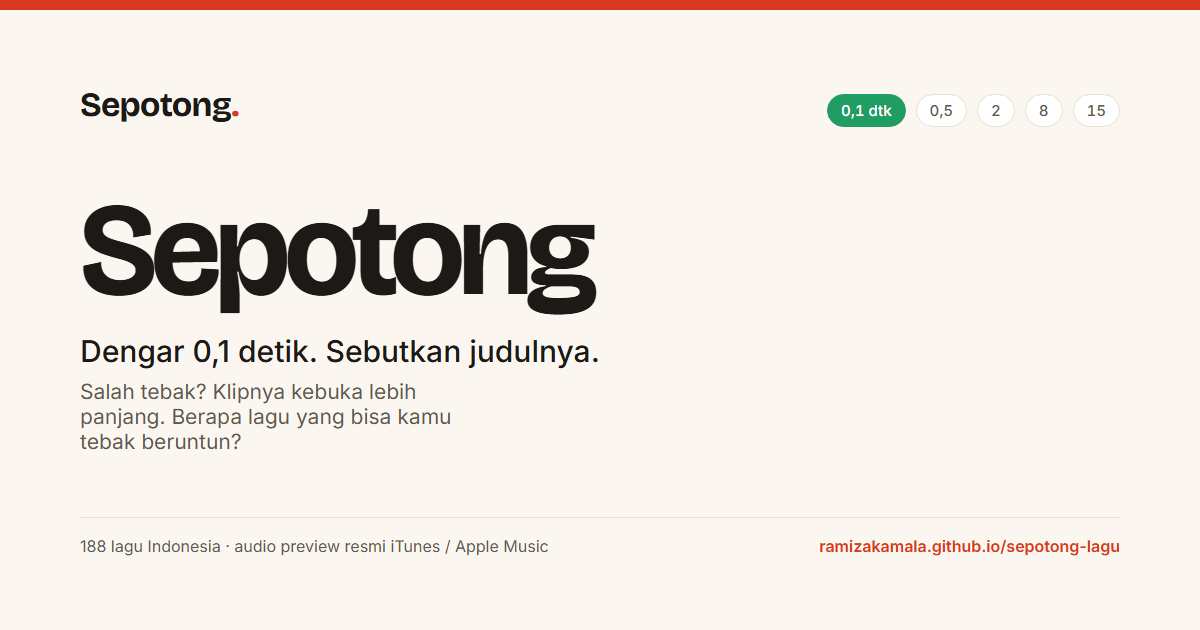 Sepotong.
0,1 dtk
0,5
2
8
15
Sepotong
Dengar 0,1 detik. Sebutkan judulnya.
Salah tebak? Klipnya kebuka lebih
panjang. Berapa lagu yang bisa kamu
tebak beruntun?
188 lagu Indonesia · audio preview resmi iTunes / Apple Music
ramizakamala.github.io/sepotong-lagu